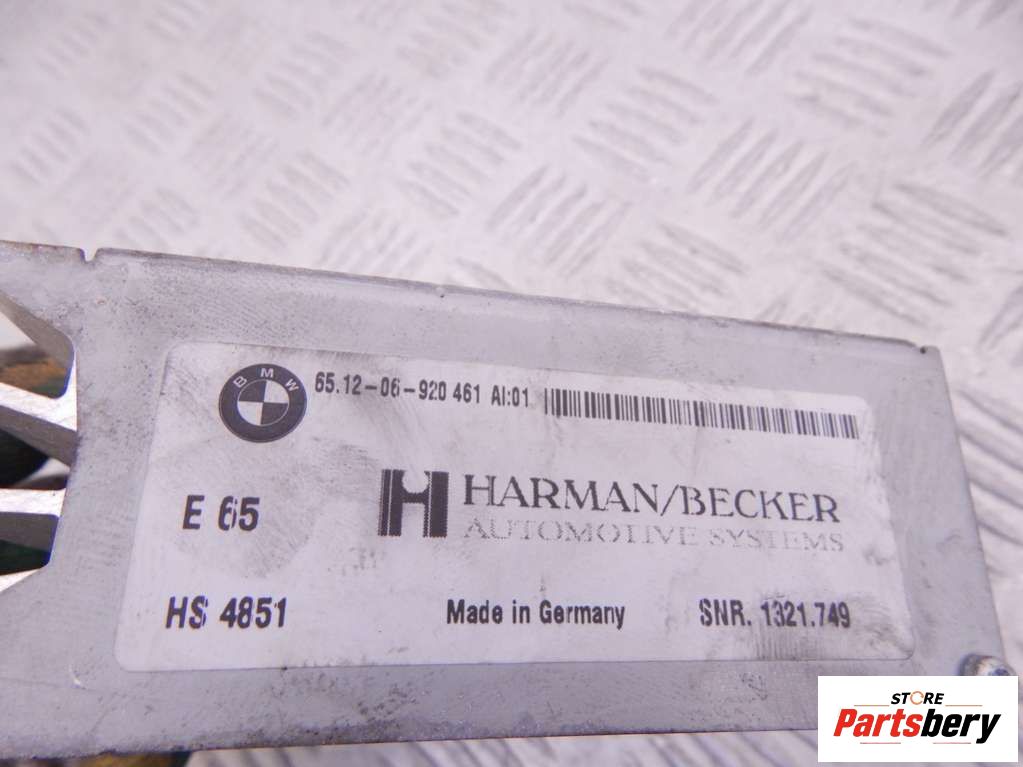 BMW
65.12-06-920 461 AI:01
HARMAN/BECKER
AUTOMOTIVE SYSTEMS
E 65
HS 4851
Made in Germany
SNR. 1321.749
STORE
Partsbery